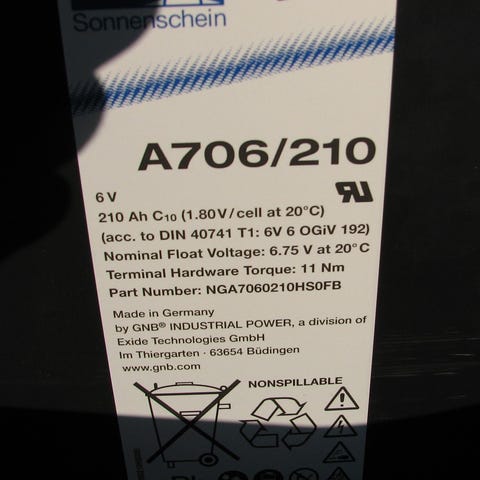 Sonnenschein
A706/210
6 V
210 Ah C10 (1.80V/cell at 20°C)
(acc. to DIN 40741 T1: 6V 6 OGiV 192)
Nominal Float Voltage: 6.75 V at 20°C
Terminal Hardware Torque: 11 Nm
Part Number: NGA7060210HS0FB
Made in Germany
by GNB® INDUSTRIAL POWER, a division of
Exide Technologies GmbH
Im Thiergarten · 63654 Büdingen
www.gnb.com
NONSPILLABLE
Pb